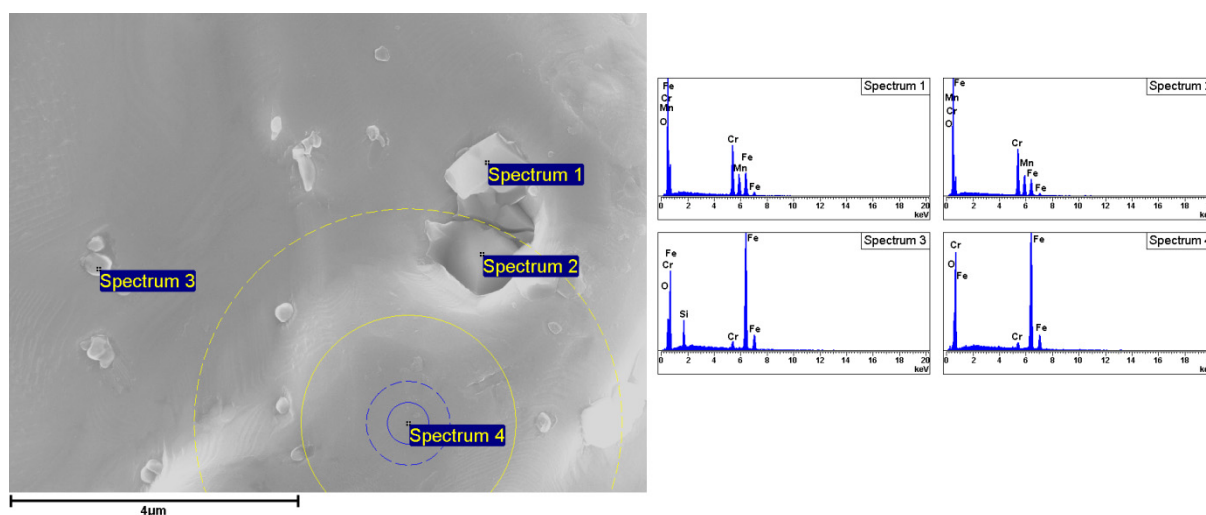 Spectrum 1
Spectrum 2
Spectrum 3
Spectrum 4
4µm
Spectrum 1
Fe
Cr
Mn
O
Cr
Fe
Mn
Fe
0 2 4 6 8 10 12 14 16 18 20
keV
Fe
Mn
Cr
O
Cr
Mn
Fe
Fe
0 2 4 6 8 10 12 14 16 18
Spectrum 3
Fe
Cr
O
Si
Cr
Fe
Fe
0 2 4 6 8 10 12 14 16 18 20
keV
Cr
O
Fe
Fe
Cr
Fe
0 2 4 6 8 10 12 14 16 18